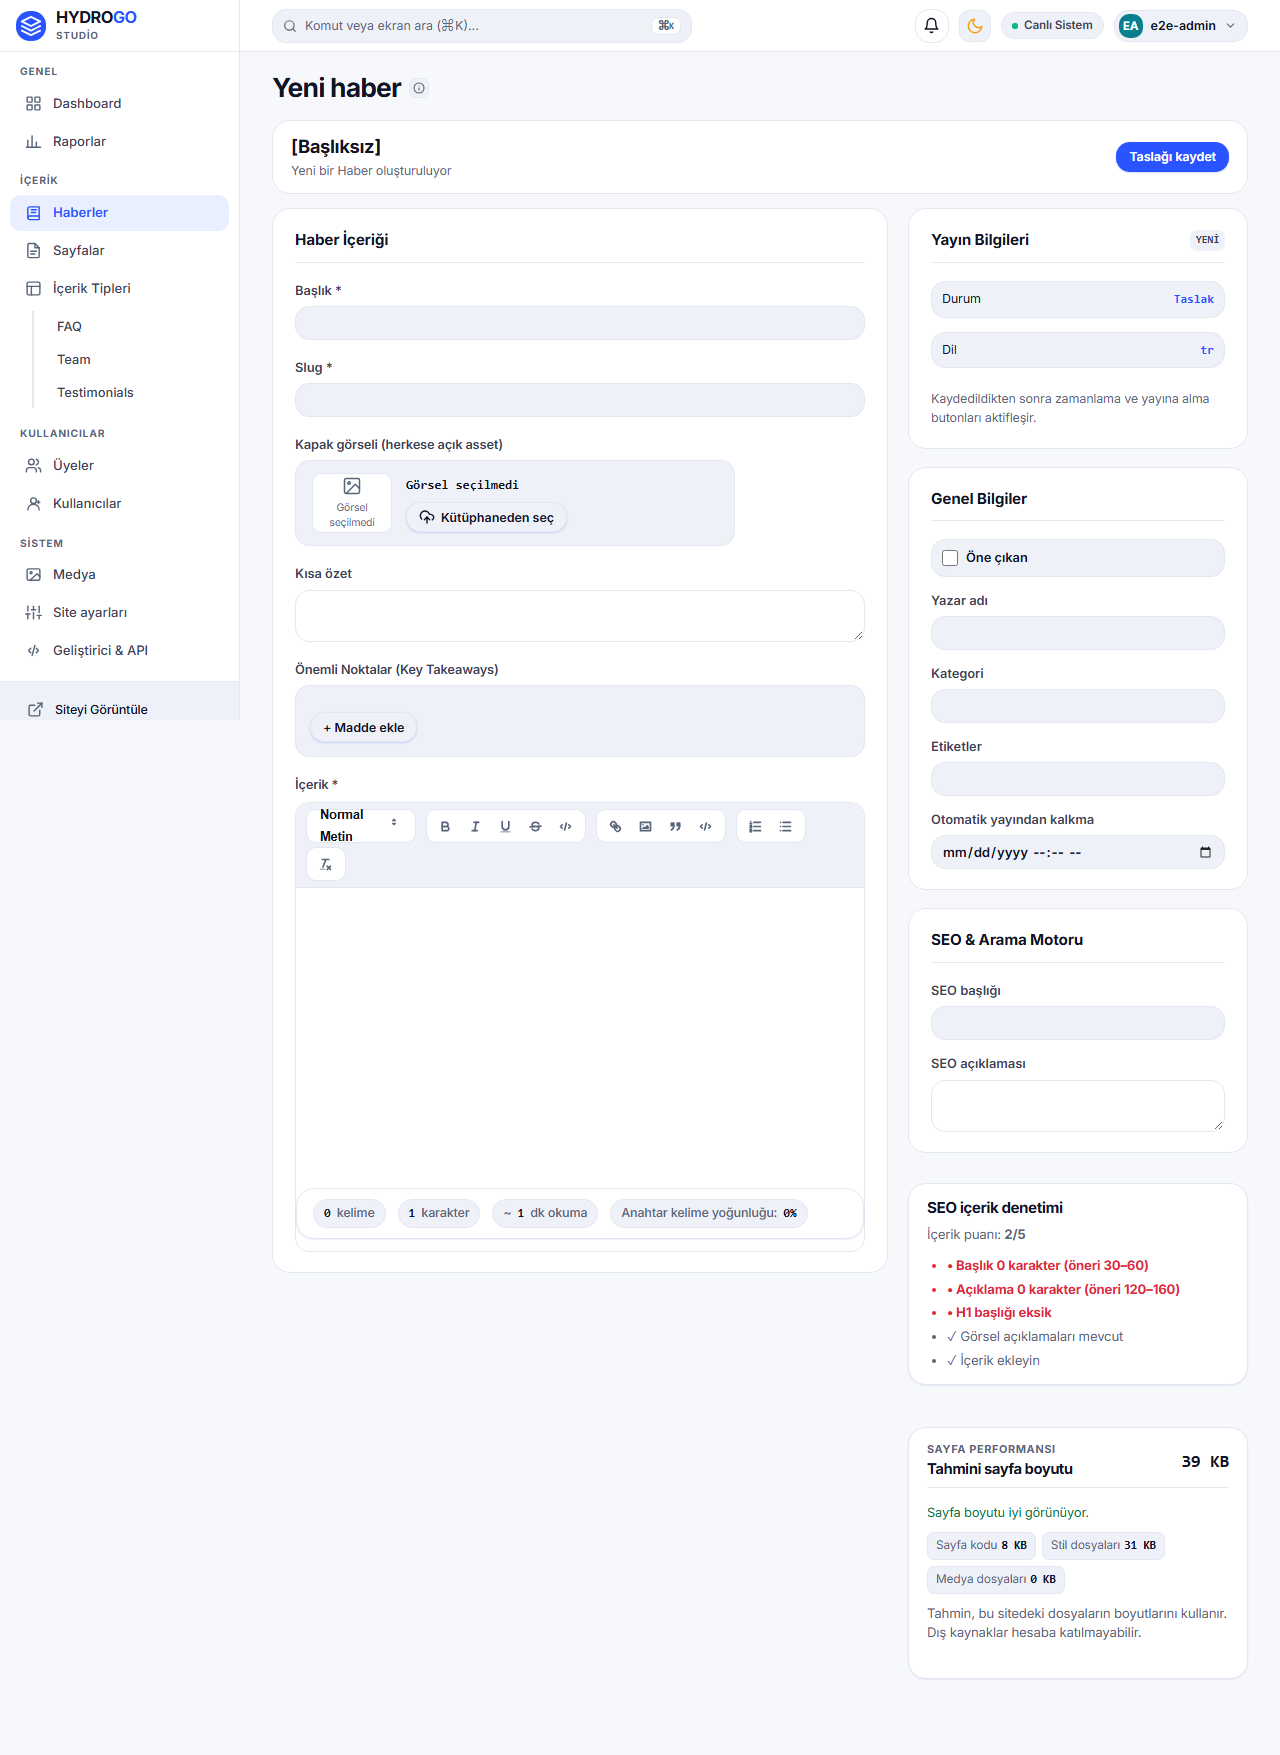 HYDROGO
STUDİO
Komut veya ekran ara (⌘K)...
⌘K
Canlı Sistem
EA
e2e-admin
GENEL
Dashboard
Raporlar
İÇERİK
Haberler
Sayfalar
İçerik Tipleri
FAQ
Team
Testimonials
KULLANICILAR
Üyeler
Kullanıcılar
SİSTEM
Medya
Site ayarları
Geliştirici & API
Siteyi Görüntüle
Yeni haber
[Başlıksız]
Yeni bir Haber oluşturuluyor
Taslağı kaydet
Haber İçeriği
Başlık *
Slug *
Kapak görseli (herkese açık asset)
Görsel
seçilmedi
Görsel seçilmedi
Kütüphaneden seç
Kısa özet
Önemli Noktalar (Key Takeaways)
+ Madde ekle
İçerik *
Normal
Metin
0 kelime
1 karakter
~ 1 dk okuma
Anahtar kelime yoğunluğu: 0%
Yayın Bilgileri
YENİ
Durum
Taslak
Dil
tr
Kaydedildikten sonra zamanlama ve yayına alma
butonları aktifleşir.
Genel Bilgiler
Öne çıkan
Yazar adı
Kategori
Etiketler
Otomatik yayından kalkma
mm/dd/yyyy --:-- --
SEO & Arama Motoru
SEO başlığı
SEO açıklaması
SEO içerik denetimi
İçerik puanı: 2/5
• • Başlık 0 karakter (öneri 30–60)
• • Açıklama 0 karakter (öneri 120–160)
• • H1 başlığı eksik
• ✓ Görsel açıklamaları mevcut
• ✓ İçerik ekleyin
SAYFA PERFORMANSI
Tahmini sayfa boyutu
39 KB
Sayfa boyutu iyi görünüyor.
Sayfa kodu 8 KB
Stil dosyaları 31 KB
Medya dosyaları 0 KB
Tahmin, bu sitedeki dosyaların boyutlarını kullanır.
Dış kaynaklar hesaba katılmayabilir.